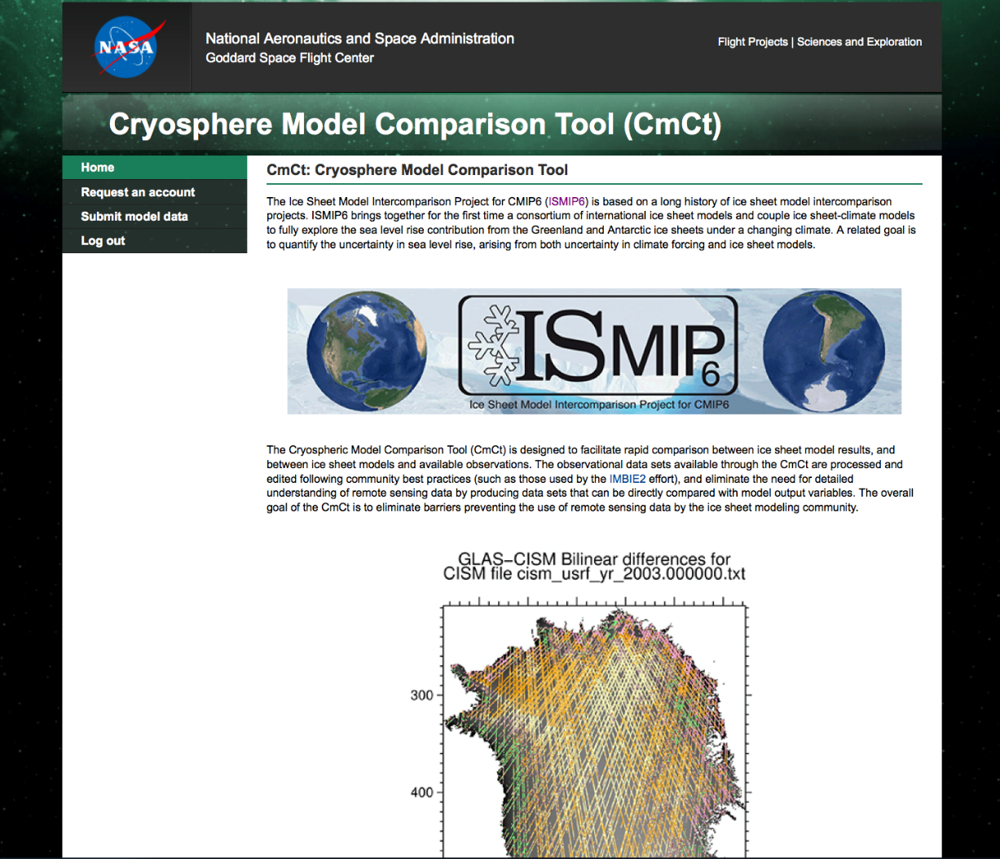 NASA
National Aeronautics and Space Administration
Goddard Space Flight Center
Flight Projects | Sciences and Exploration
Cryosphere Model Comparison Tool (CmCt)
Home
Request an account
Submit model data
Log out
CmCt: Cryosphere Model Comparison Tool
The Ice Sheet Model Intercomparison Project for CMIP6 (ISMIP6) is based on a long history of ice sheet model intercomparison
projects. ISMIP6 brings together for the first time a consortium of international ice sheet models and couple ice sheet-climate models
to fully explore the sea level rise contribution from the Greenland and Antarctic ice sheets under a changing climate. A related goal is
to quantify the uncertainty in sea level rise, arising from both uncertainty in climate forcing and ice sheet models.
ISMIP6
Ice Sheet Model Intercomparison Project for CMIP6
The Cryospheric Model Comparison Tool (CmCt) is designed to facilitate rapid comparison between ice sheet model results, and
between ice sheet models and available observations. The observational data sets available through the CmCt are processed and
edited following community best practices (such as those used by the IMBIE2 effort), and eliminate the need for detailed
understanding of remote sensing data by producing data sets that can be directly compared with model output variables. The overall
goal of the CmCt is to eliminate barriers preventing the use of remote sensing data by the ice sheet modeling community.
GLAS−CISM Bilinear differences for
CISM file cism_usrf_yr_2003.000000.txt
300
400